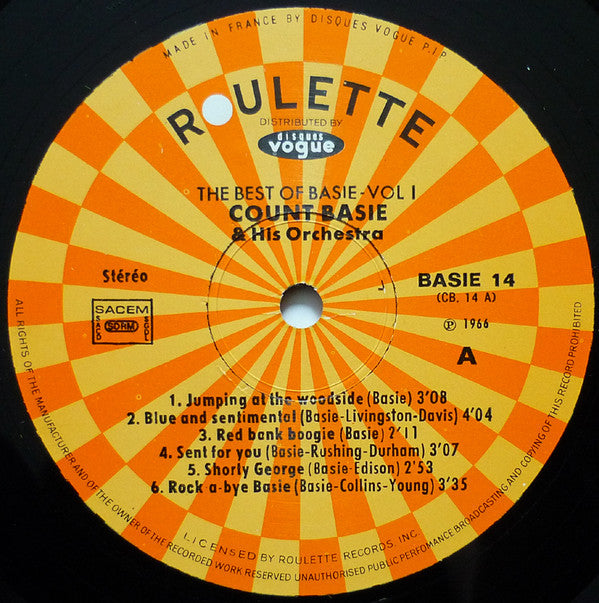 MADE IN FRANCE BY DISQUES VOGUE P.I.P
ROULETTE
DISTRIBUTED BY
disques
vogue
THE BEST OF BASIE-VOL I
COUNT BASIE
& His Orchestra
Stéréo
BASIE 14
(CB. 14 A)
SACEM
SACD SDRM SGDL
℗ 1966
A
1. Jumping at the woodside (Basie) 3'08
2. Blue and sentimental (Basie-Livingston-Davis) 4'04
3. Red bank boogie (Basie) 2'11
4. Sent for you (Basie-Rushing-Durham) 3'07
5. Shorly George (Basie-Edison) 2'53
6. Rock a-bye Basie (Basie-Collins-Young) 3'35
LICENSED BY ROULETTE RECORDS, INC.
ALL RIGHTS OF THE MANUFACTURER AND OF THE OWNER OF THE RECORDED WORK RESERVED UNAUTHORISED PUBLIC PERFOMANCE BROADCASTING AND COPYING OF THIS RECORD PROHIBITED